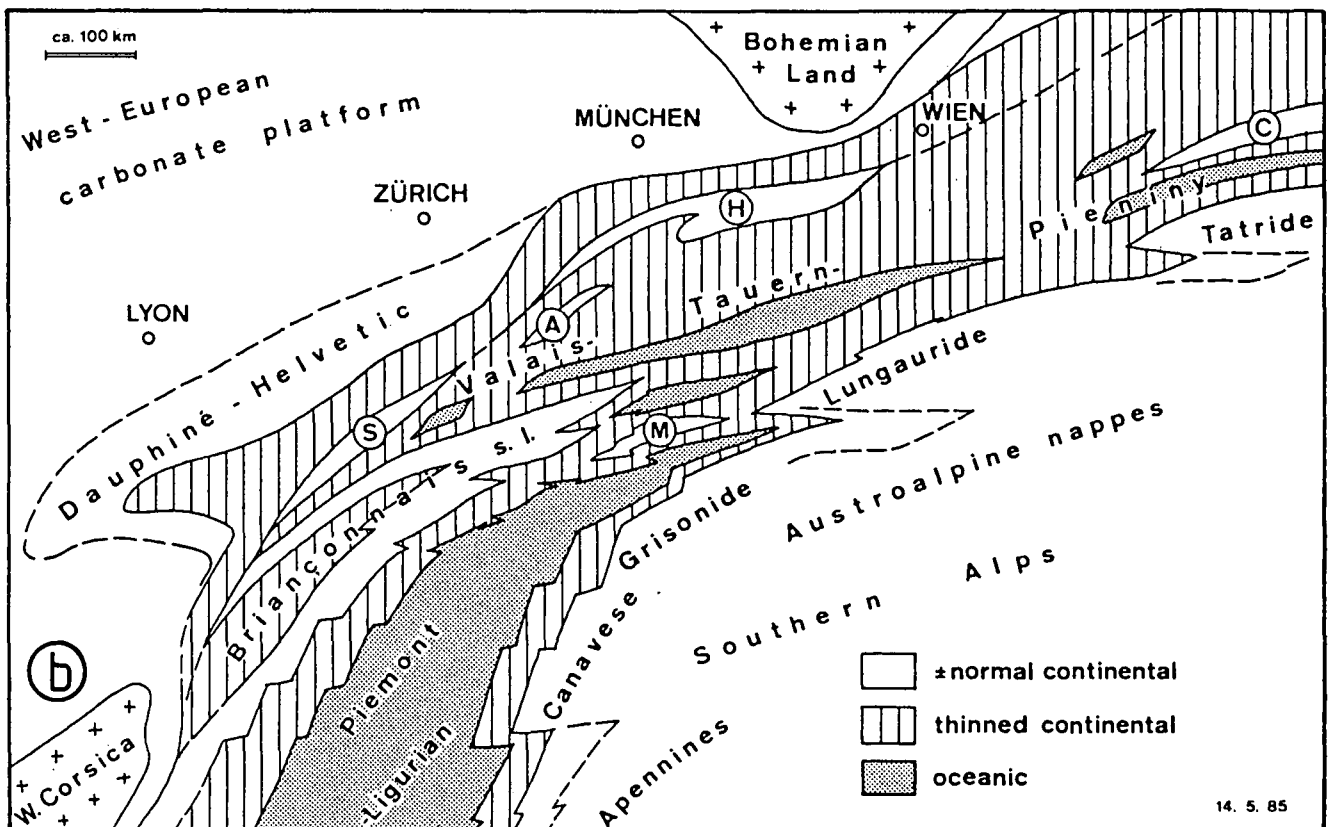 ca. 100 km
Bohemian
Land
West-European
carbonate platform
MÜNCHEN
WIEN
C
ZÜRICH
H
Pieniny
Tatride
LYON
Tauern-
A
Valais-
Dauphiné-Helvetic
S
Lungauride
M
Briançonnais s.l.
Austroalpine nappes
Grisonide
Southern Alps
b
Canavese
Piemont
-Ligurian
W. Corsica
Apennines
±normal continental
thinned continental
oceanic
14. 5. 85